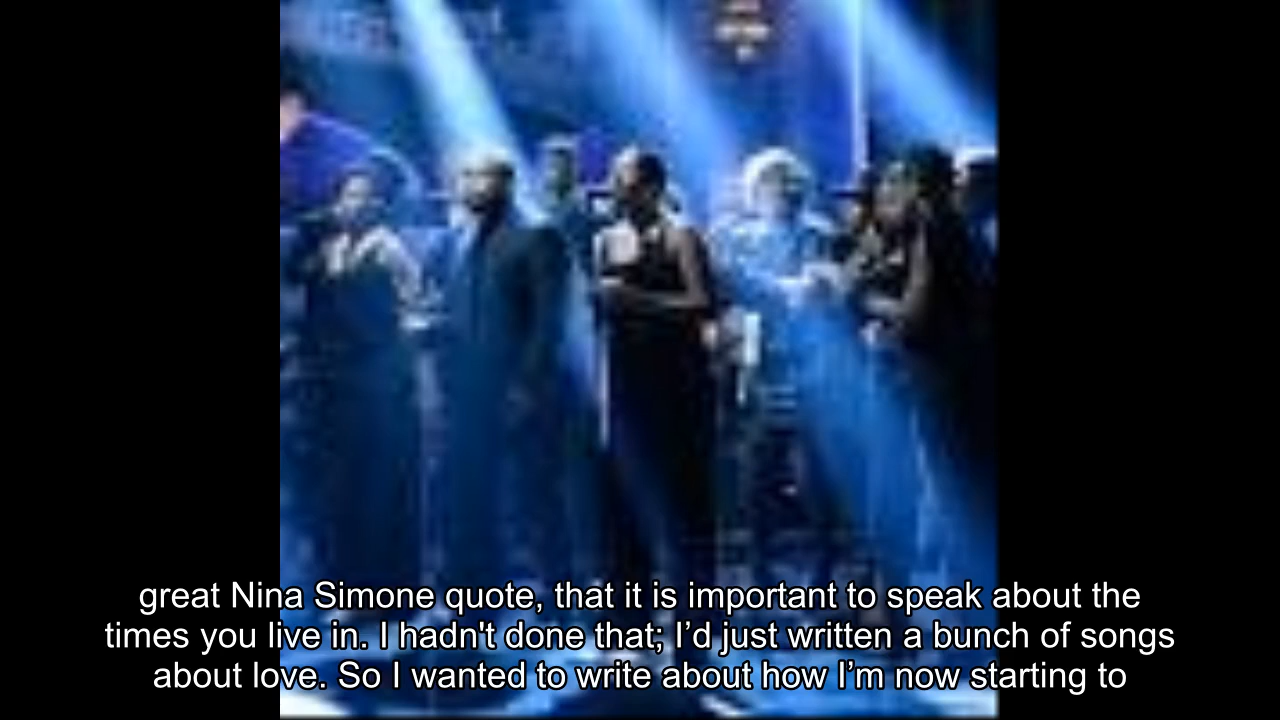 great Nina Simone quote, that it is important to speak about the
times you live in. I hadn't done that; I’d just written a bunch of songs
about love. So I wanted to write about how I’m now starting to